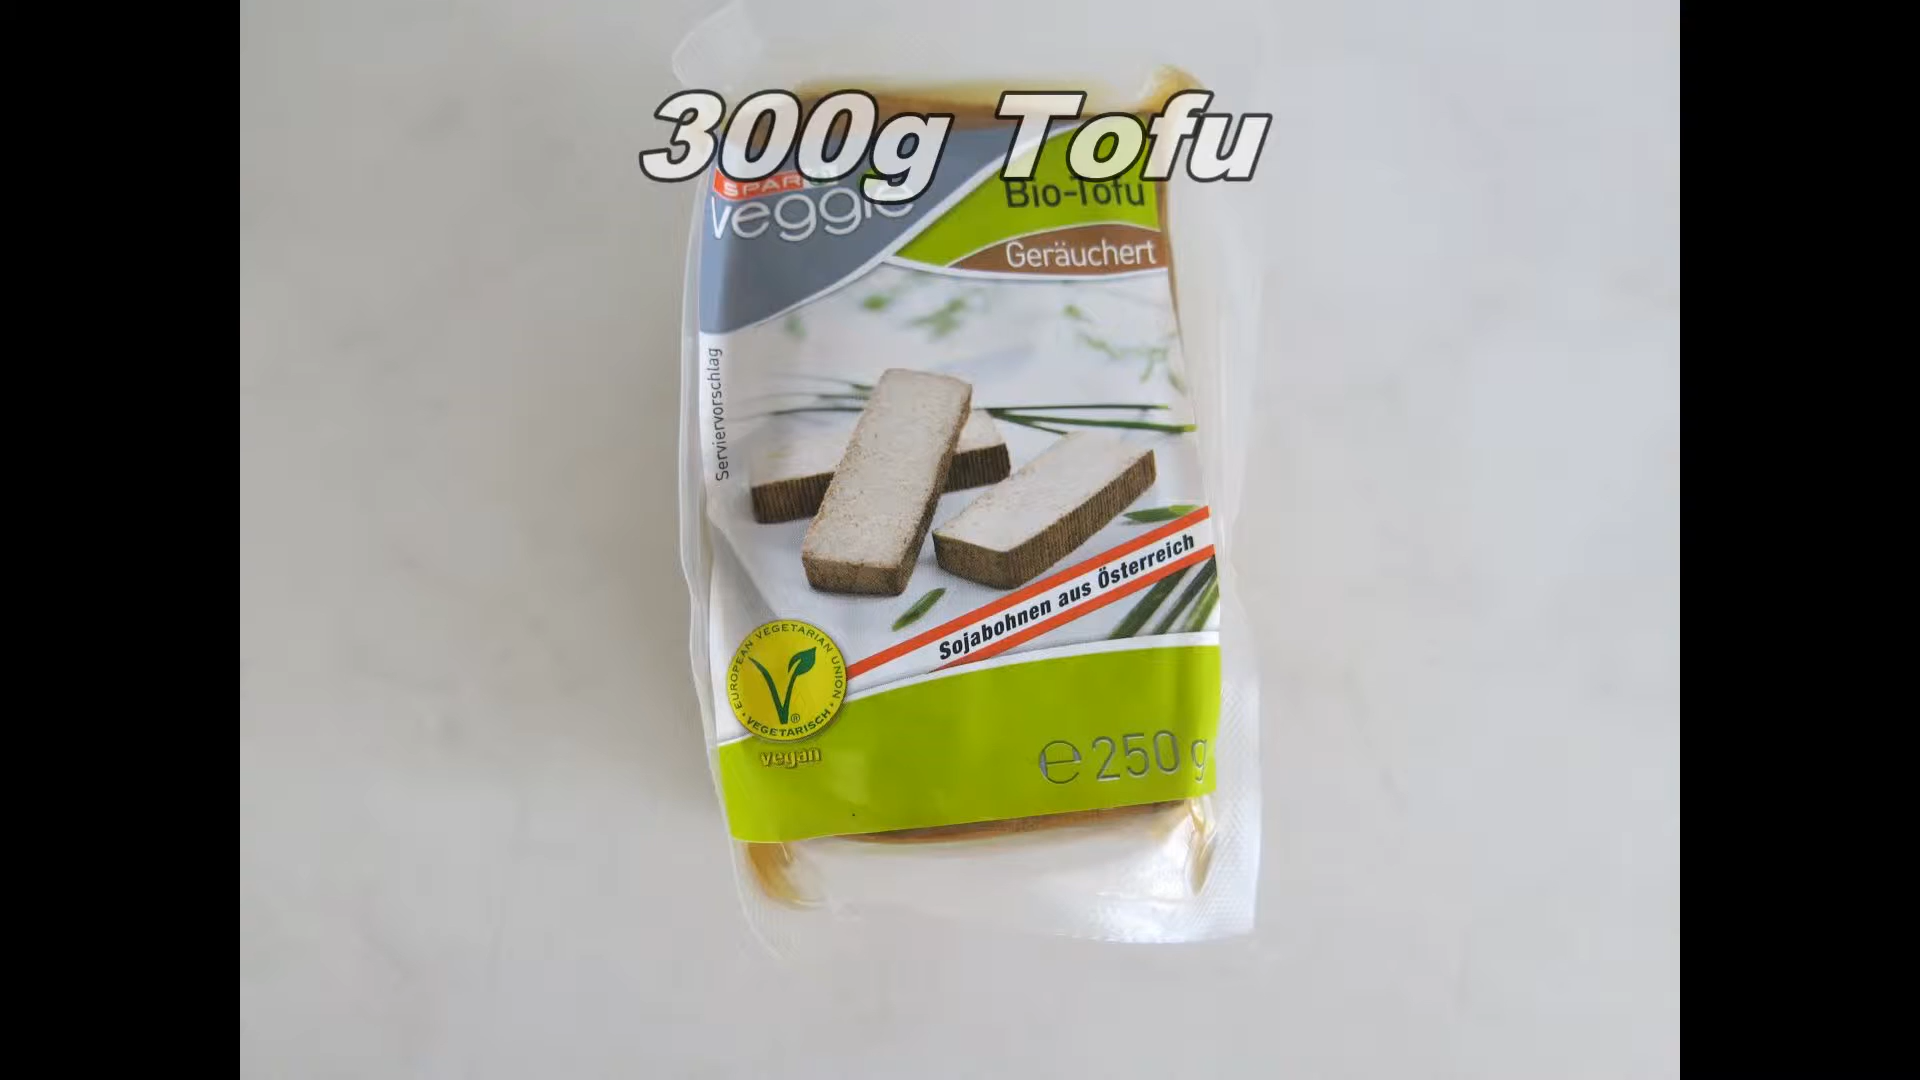 300g Tofu
SPAR
veggie
Bio-Tofu
Geräuchert
Serviervorschlag
Sojabohnen aus Österreich
EUROPEAN VEGETARIAN UNION
VEGETARISCH
®
vegan
℮ 250 g